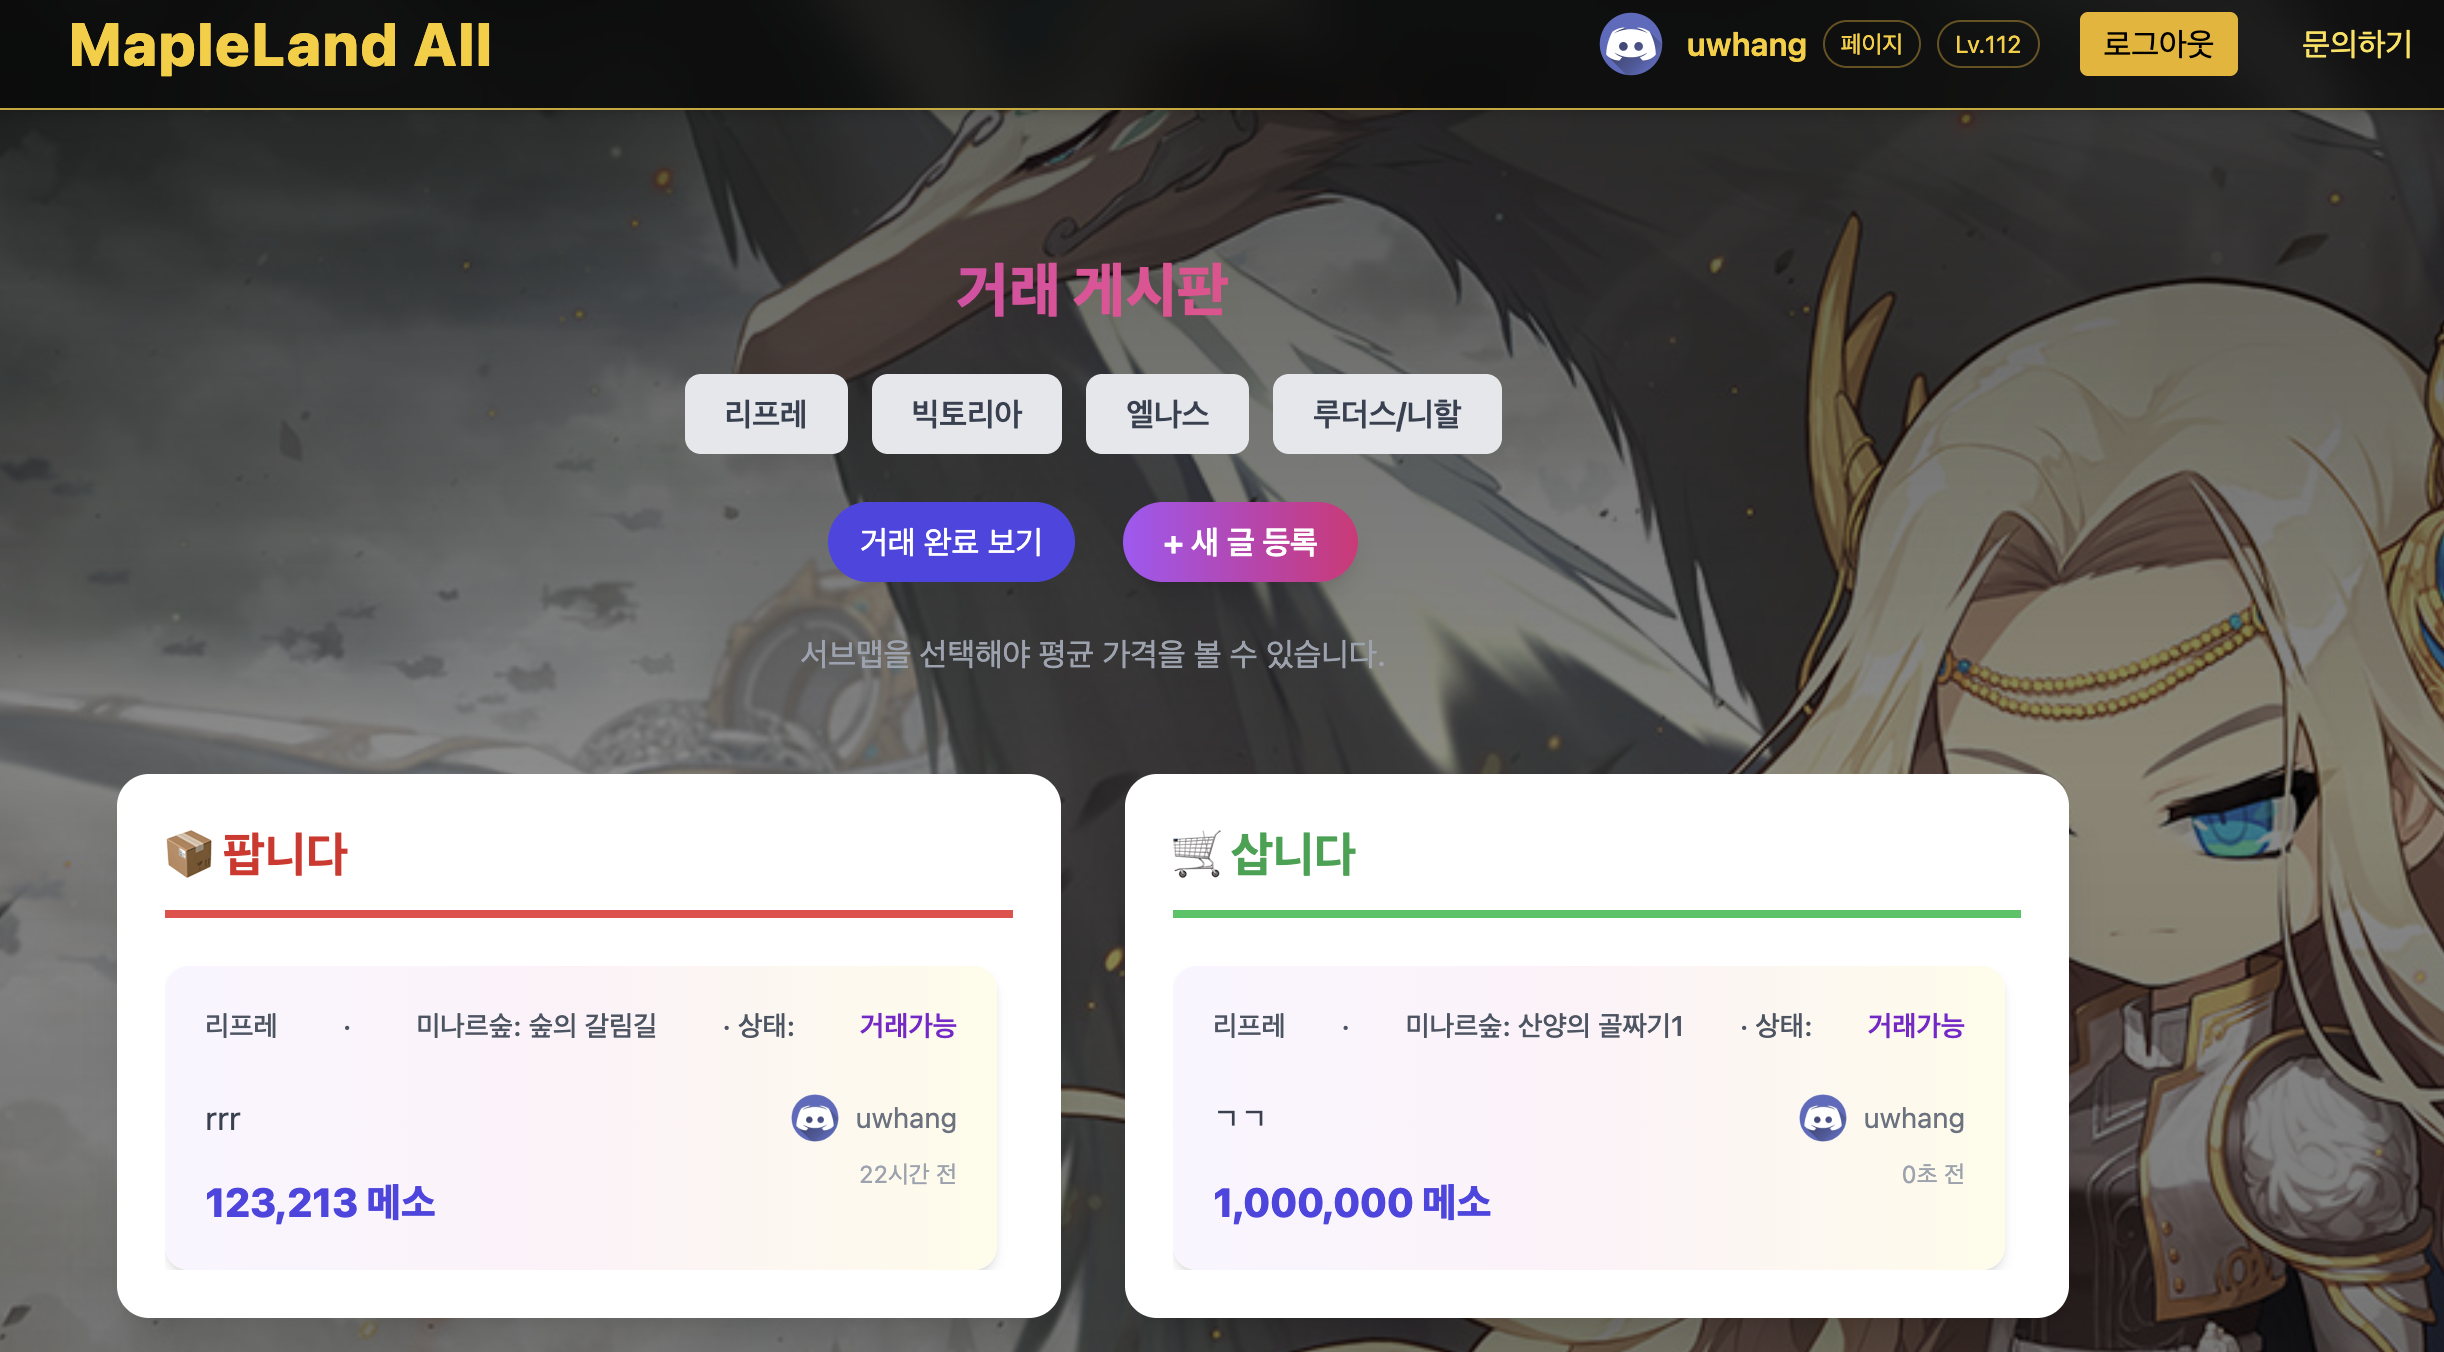 MapleLand All
uwhang 페이지 Lv.112 로그아웃 문의하기
거래 게시판
리프레 빅토리아 엘나스 루더스/니할
거래 완료 보기 + 새 글 등록
서브맵을 선택해야 평균 가격을 볼 수 있습니다.
팝니다
리프레 · 미나르숲: 숲의 갈림길 · 상태: 거래가능
rrr
uwhang
22시간 전
123,213 메소
삽니다
리프레 · 미나르숲: 산양의 골짜기1 · 상태: 거래가능
ㄱㄱ
uwhang
0초 전
1,000,000 메소